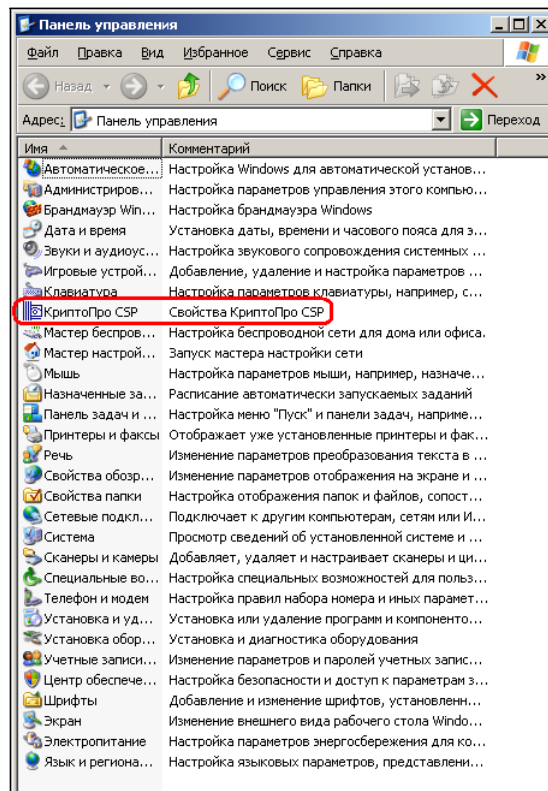 Панель управления
Файл Правка Вид Избранное Сервис Справка
Назад Поиск Папки »
Адрес: Панель управления Переход
Имя Комментарий
Автоматическое... Настройка Windows для автоматической установ...
Администриров... Настройка параметров управления этого компью...
Брандмауэр Win... Настройка брандмауэра Windows
Дата и время Установка даты, времени и часового пояса для э...
Звуки и аудиоус... Настройка звукового сопровождения системных ...
Игровые устрой... Добавление, удаление и настройка параметров ...
Клавиатура Настройка параметров клавиатуры, например, с...
КриптоПро CSP Свойства КриптоПро CSP
Мастер беспров... Настройка беспроводной сети для дома или офиса.
Мастер настрой... Запуск мастера настройки сети
Мышь Настройка параметров мыши, например, назначе...
Назначенные за... Расписание автоматически запускаемых заданий
Панель задач и ... Настройка меню "Пуск" и панели задач, наприме...
Принтеры и факсы Отображает уже установленные принтеры и фак...
Речь Изменение параметров преобразования текста в ...
Свойства обозр... Изменение параметров отображения на экране и ...
Свойства папки Настройка отображения папок и файлов, сопост...
Сетевые подкл... Подключает к другим компьютерам, сетям или И...
Система Просмотр сведений об установленной системе и ...
Сканеры и камеры Добавляет, удаляет и настраивает сканеры и ци...
Специальные во... Настройка специальных возможностей для польз...
Телефон и модем Настройка правил набора номера и иных парамет...
Установка и уд... Установка или удаление программ и компоненто...
Установка обор... Установка и диагностика оборудования
Учетные записи... Изменение параметров и паролей учетных запис...
Центр обеспече... Настройка безопасности и доступ к параметрам з...
Шрифты Добавление и изменение шрифтов, установленн...
Экран Изменение внешнего вида рабочего стола Windo...
Электропитание Настройка параметров энергосбережения для ко...
Язык и региона... Настройка языковых параметров, представлени...